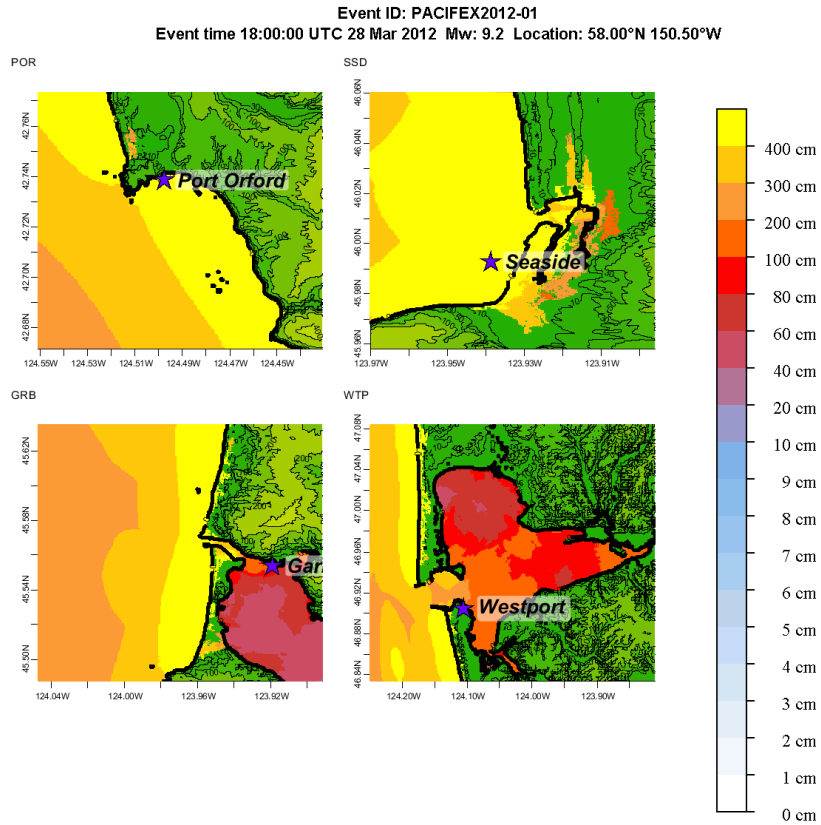 Event ID: PACIFEX2012-01
Event time 18:00:00 UTC 28 Mar 2012 Mw: 9.2 Location: 58.00°N 150.50°W
POR
42.76N
42.74N
42.72N
42.70N
42.68N
Port Orford
124.55W 124.53W 124.51W 124.49W 124.47W 124.45W
SSD
46.06N
46.04N
46.02N
46.00N
45.98N
45.96N
Seaside
123.97W 123.95W 123.93W 123.91W
GRB
45.62N
45.58N
45.54N
45.50N
Gari
124.04W 124.00W 123.96W 123.92W
WTP
47.08N
47.04N
47.00N
46.96N
46.92N
46.88N
46.84N
Westport
124.20W 124.10W 124.00W 123.90W
400 cm
300 cm
200 cm
100 cm
80 cm
60 cm
40 cm
20 cm
10 cm
9 cm
8 cm
7 cm
6 cm
5 cm
4 cm
3 cm
2 cm
1 cm
0 cm